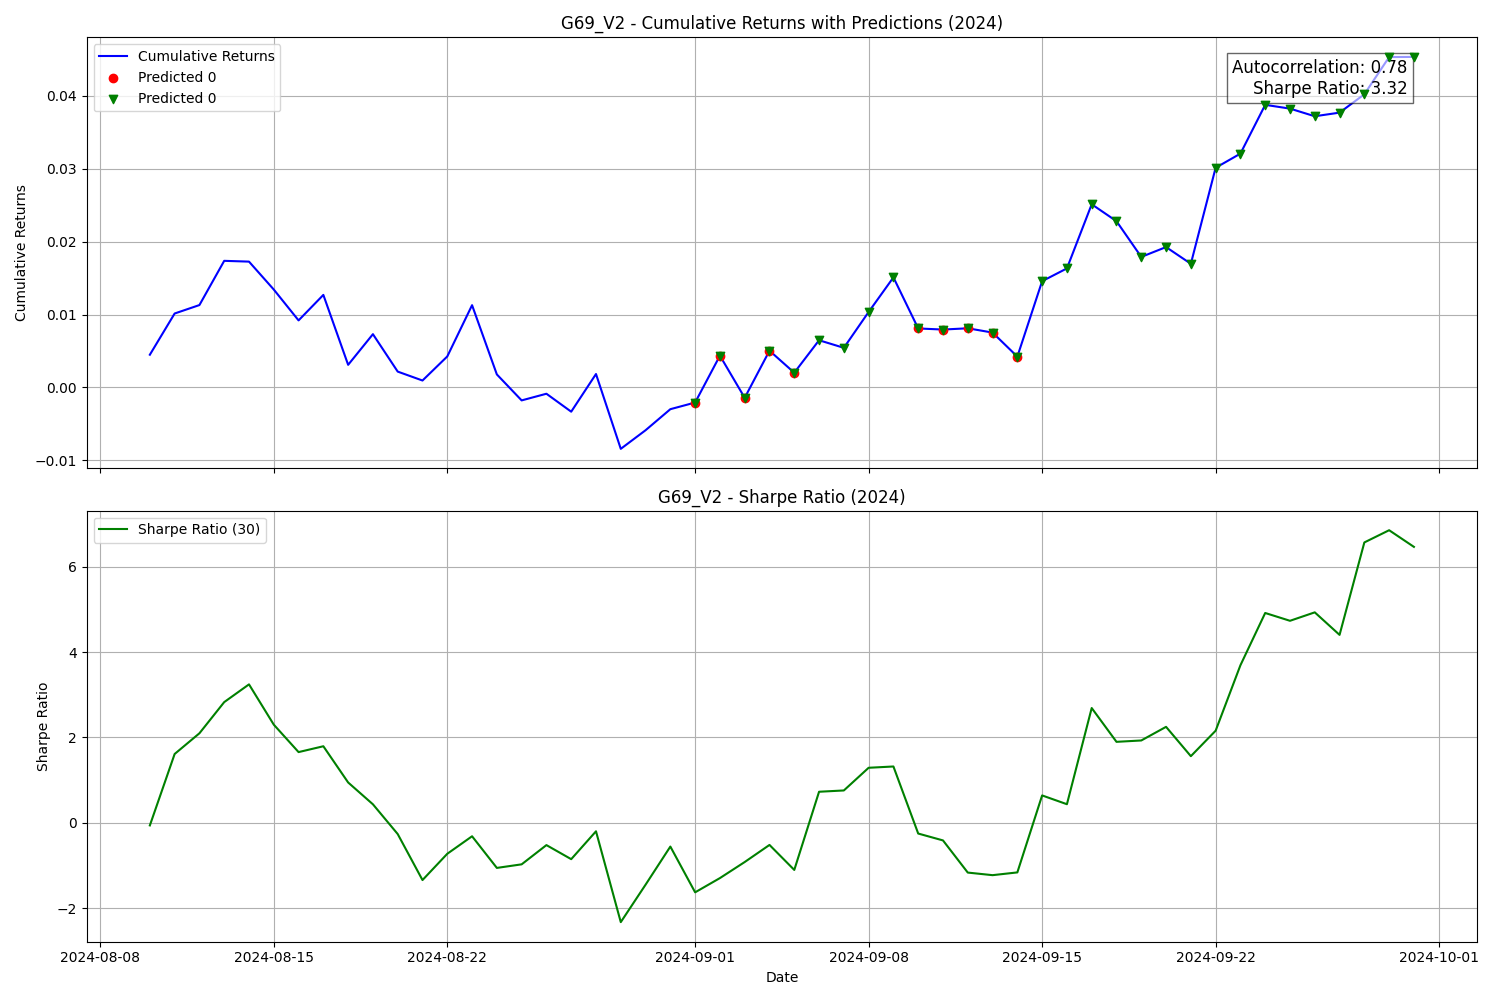 G69_V2 - Cumulative Returns with Predictions (2024)
Cumulative Returns
Predicted 0
Predicted 0
Autocorrelation: 0.78
Sharpe Ratio: 3.32
Cumulative Returns
0.04
0.03
0.02
0.01
0.00
−0.01
G69_V2 - Sharpe Ratio (2024)
Sharpe Ratio (30)
Sharpe Ratio
6
4
2
0
−2
2024-08-08 2024-08-15 2024-08-22 2024-09-01 2024-09-08 2024-09-15 2024-09-22 2024-10-01
Date